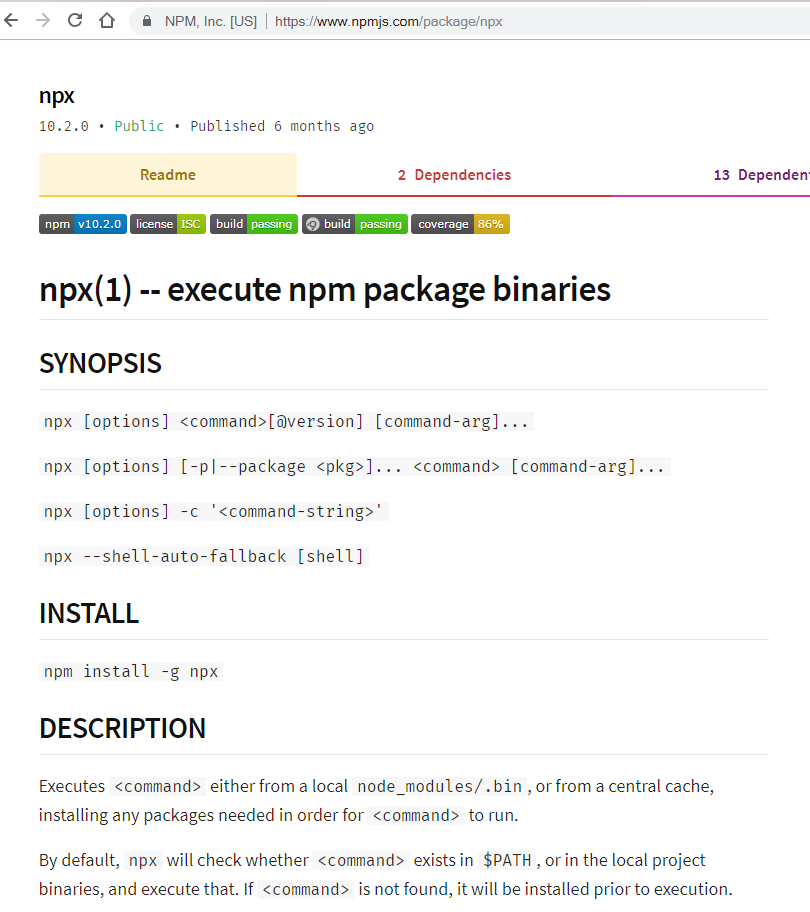 NPM, Inc. [US] | https://www.npmjs.com/package/npx
npx
10.2.0 • Public • Published 6 months ago
Readme
2 Dependencies
13 Dependen
npm v10.2.0 license ISC build passing build passing coverage 86%
npx(1) -- execute npm package binaries
SYNOPSIS
npx [options] <command>[@version] [command-arg]...
npx [options] [-p|--package <pkg>]... <command> [command-arg]...
npx [options] -c '<command-string>'
npx --shell-auto-fallback [shell]
INSTALL
npm install -g npx
DESCRIPTION
Executes <command> either from a local node_modules/.bin, or from a central cache,
installing any packages needed in order for <command> to run.
By default, npx will check whether <command> exists in $PATH, or in the local project
binaries, and execute that. If <command> is not found, it will be installed prior to execution.